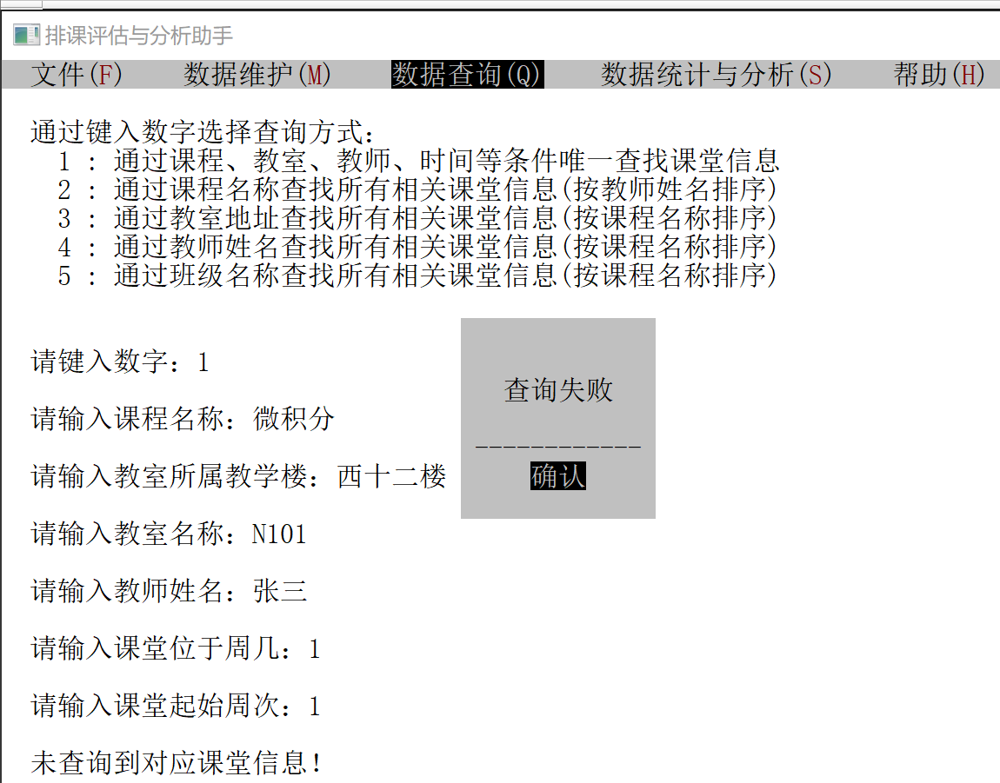 排课评估与分析助手
文件(F) 数据维护(M) 数据查询(Q) 数据统计与分析(S) 帮助(H)
通过键入数字选择查询方式：
1 : 通过课程、教室、教师、时间等条件唯一查找课堂信息
2 : 通过课程名称查找所有相关课堂信息(按教师姓名排序)
3 : 通过教室地址查找所有相关课堂信息(按课程名称排序)
4 : 通过教师姓名查找所有相关课堂信息(按课程名称排序)
5 : 通过班级名称查找所有相关课堂信息(按课程名称排序)
请键入数字：1
查询失败
------------
确认
请输入课程名称：微积分
请输入教室所属教学楼：西十二楼
请输入教室名称：N101
请输入教师姓名：张三
请输入课堂位于周几：1
请输入课堂起始周次：1
未查询到对应课堂信息！